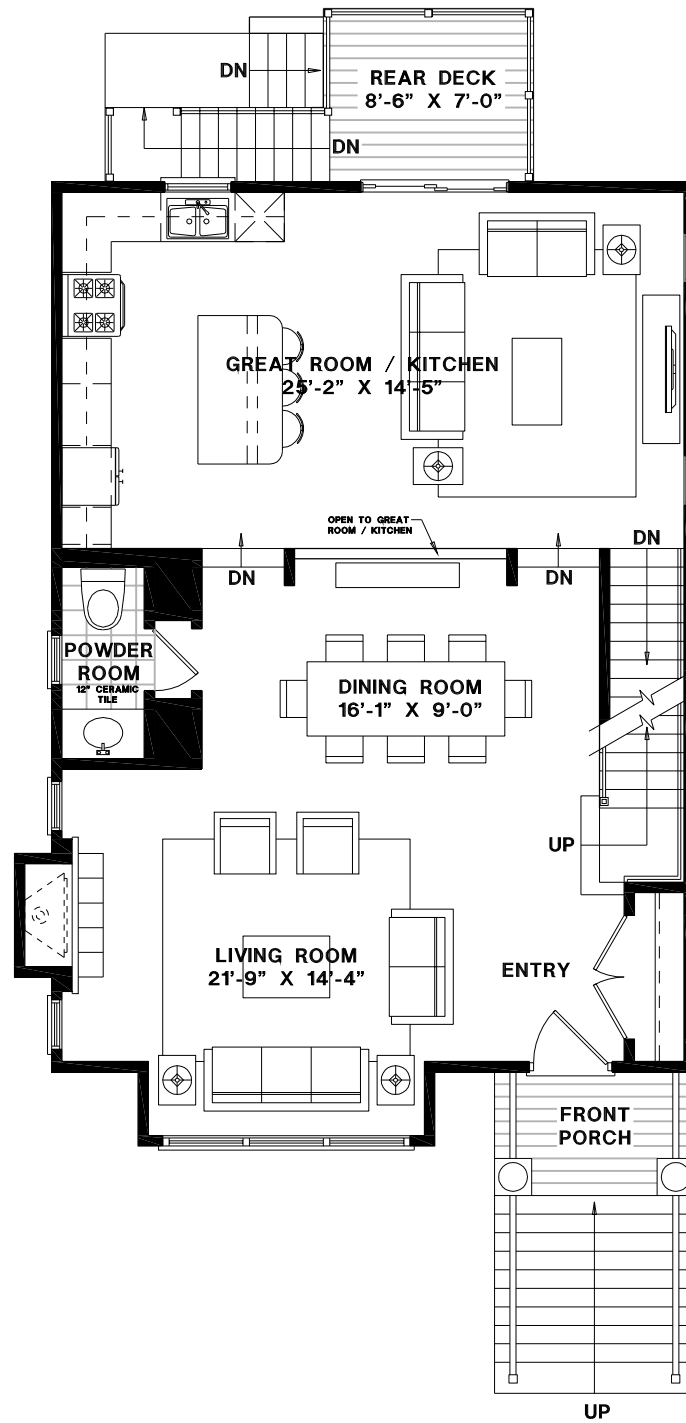 DN
REAR DECK
8'-6" X 7'-0"
DN
GREAT ROOM / KITCHEN
25'-2" X 14'-5"
OPEN TO GREAT
ROOM / KITCHEN
DN
DN
DN
POWDER
ROOM
12" CERAMIC
TILE
DINING ROOM
16'-1" X 9'-0"
UP
LIVING ROOM
21'-9" X 14'-4"
ENTRY
FRONT
PORCH
UP